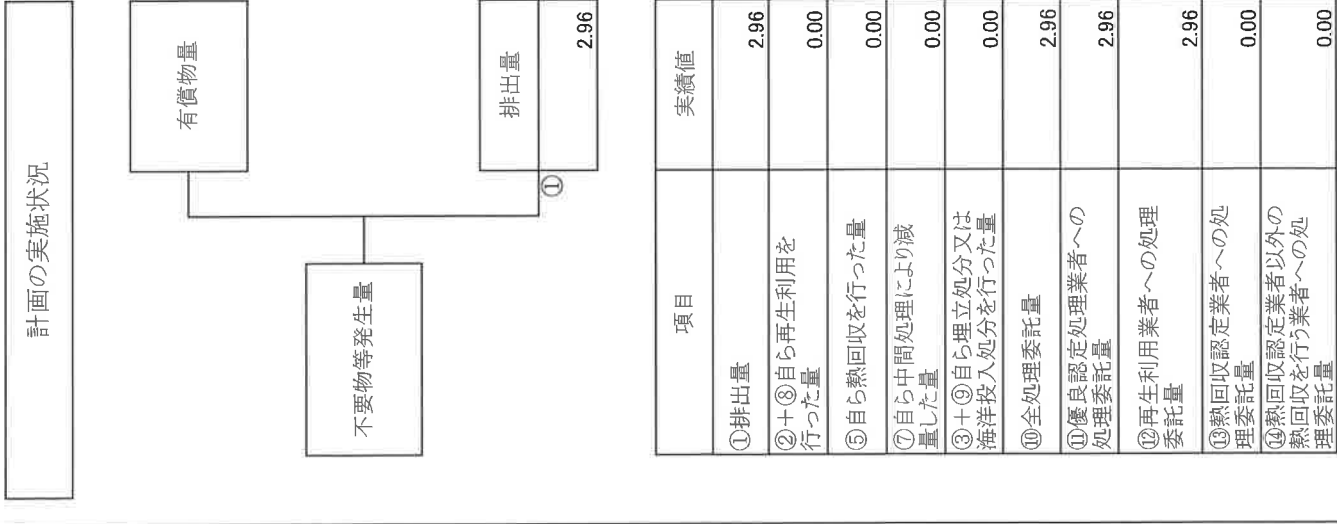 計画の実施状況
有償物量
不要物等発生量
排出量
①
2.96
項目
実績値
①排出量
2.96
②+⑧自ら再生利用を
行った量
0.00
⑤自ら熱回収を行った量
0.00
⑦自ら中間処理により減
量した量
0.00
③+⑨自ら埋立処分又は
海洋投入処分を行った量
0.00
⑩全処理委託量
2.96
⑪優良認定処理業者への
処理委託量
2.96
⑫再生利用業者への処理
委託量
2.96
⑬熱回収認定業者への処
理委託量
0.00
⑭熱回収認定業者以外の
熱回収を行う業者への処
理委託量
0.00